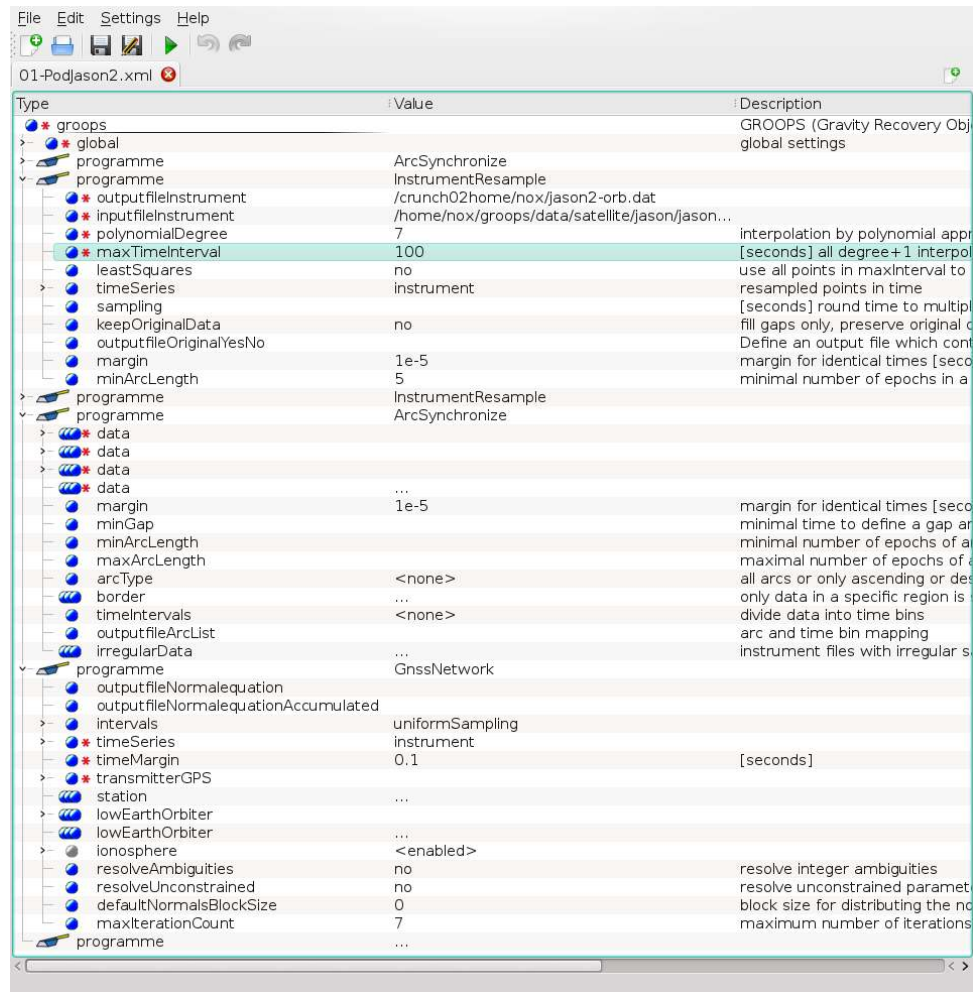 File Edit Settings Help
01-PodJason2.xml
Type Value Description
* groops GROOPS (Gravity Recovery Obj
* global global settings
programme ArcSynchronize
programme InstrumentResample
* outputfileInstrument /crunch02home/nox/jason2-orb.dat
* inputfileInstrument /home/nox/groops/data/satellite/jason/jason...
* polynomialDegree 7 interpolation by polynomial appr
* maxTimeInterval 100 [seconds] all degree+1 interpol
leastSquares no use all points in maxInterval to
timeSeries instrument resampled points in time
sampling [seconds] round time to multipl
keepOriginalData no fill gaps only, preserve original d
outputfileOriginalYesNo Define an output file which cont
margin 1e-5 margin for identical times [seco
minArcLength 5 minimal number of epochs in a
programme InstrumentResample
programme ArcSynchronize
* data
* data
* data
* data ...
margin 1e-5 margin for identical times [seco
minGap minimal time to define a gap an
minArcLength minimal number of epochs of a
maxArcLength maximal number of epochs of a
arcType <none> all arcs or only ascending or des
border ... only data in a specific region is s
timeIntervals <none> divide data into time bins
outputfileArcList arc and time bin mapping
irregularData ... instrument files with irregular sa
programme GnssNetwork
outputfileNormalequation
outputfileNormalequationAccumulated
intervals uniformSampling
* timeSeries instrument
* timeMargin 0.1 [seconds]
* transmitterGPS
station ...
lowEarthOrbiter
lowEarthOrbiter ...
ionosphere <enabled>
resolveAmbiguities no resolve integer ambiguities
resolveUnconstrained no resolve unconstrained paramete
defaultNormalsBlockSize 0 block size for distributing the no
maxIterationCount 7 maximum number of iterations
programme ...